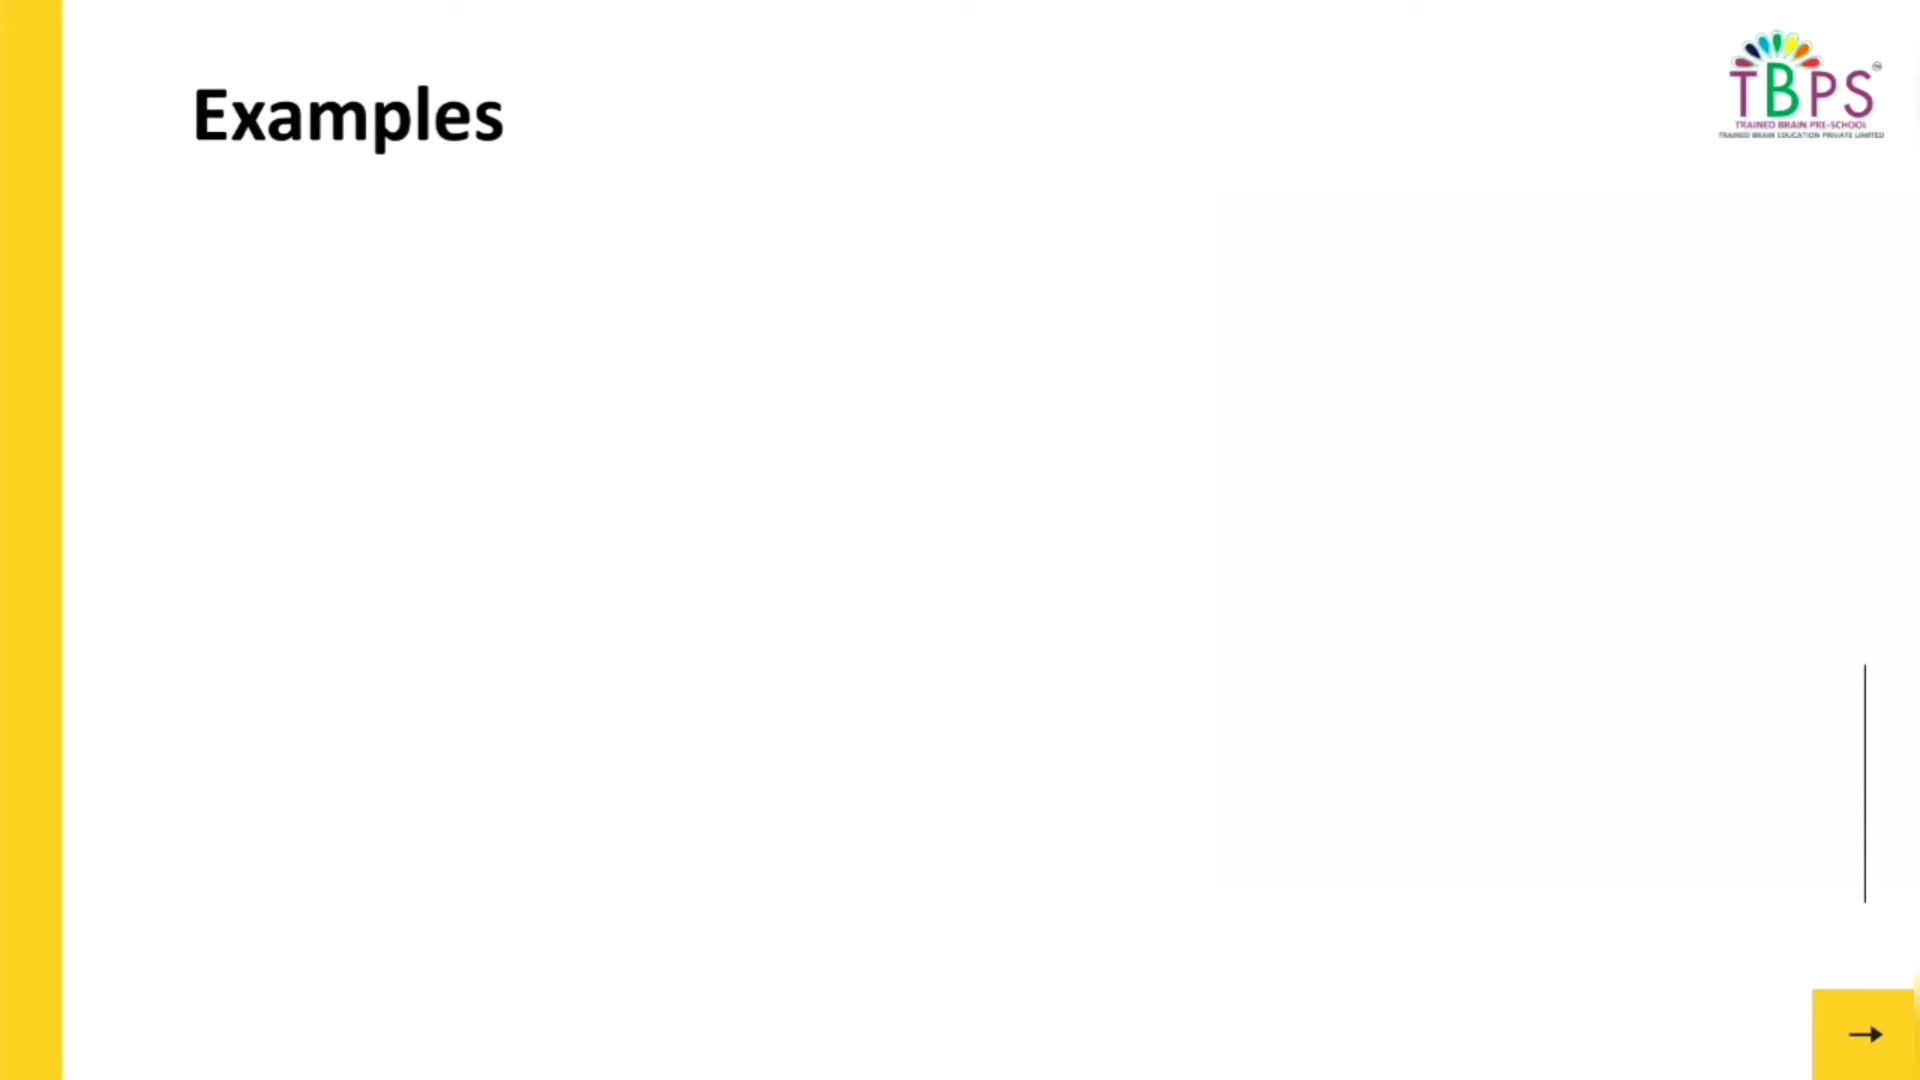 Examples
TBPS
TRAINED BRAIN PRE-SCHOOL
TRAINED BRAIN EDUCATION PRIVATE LIMITED